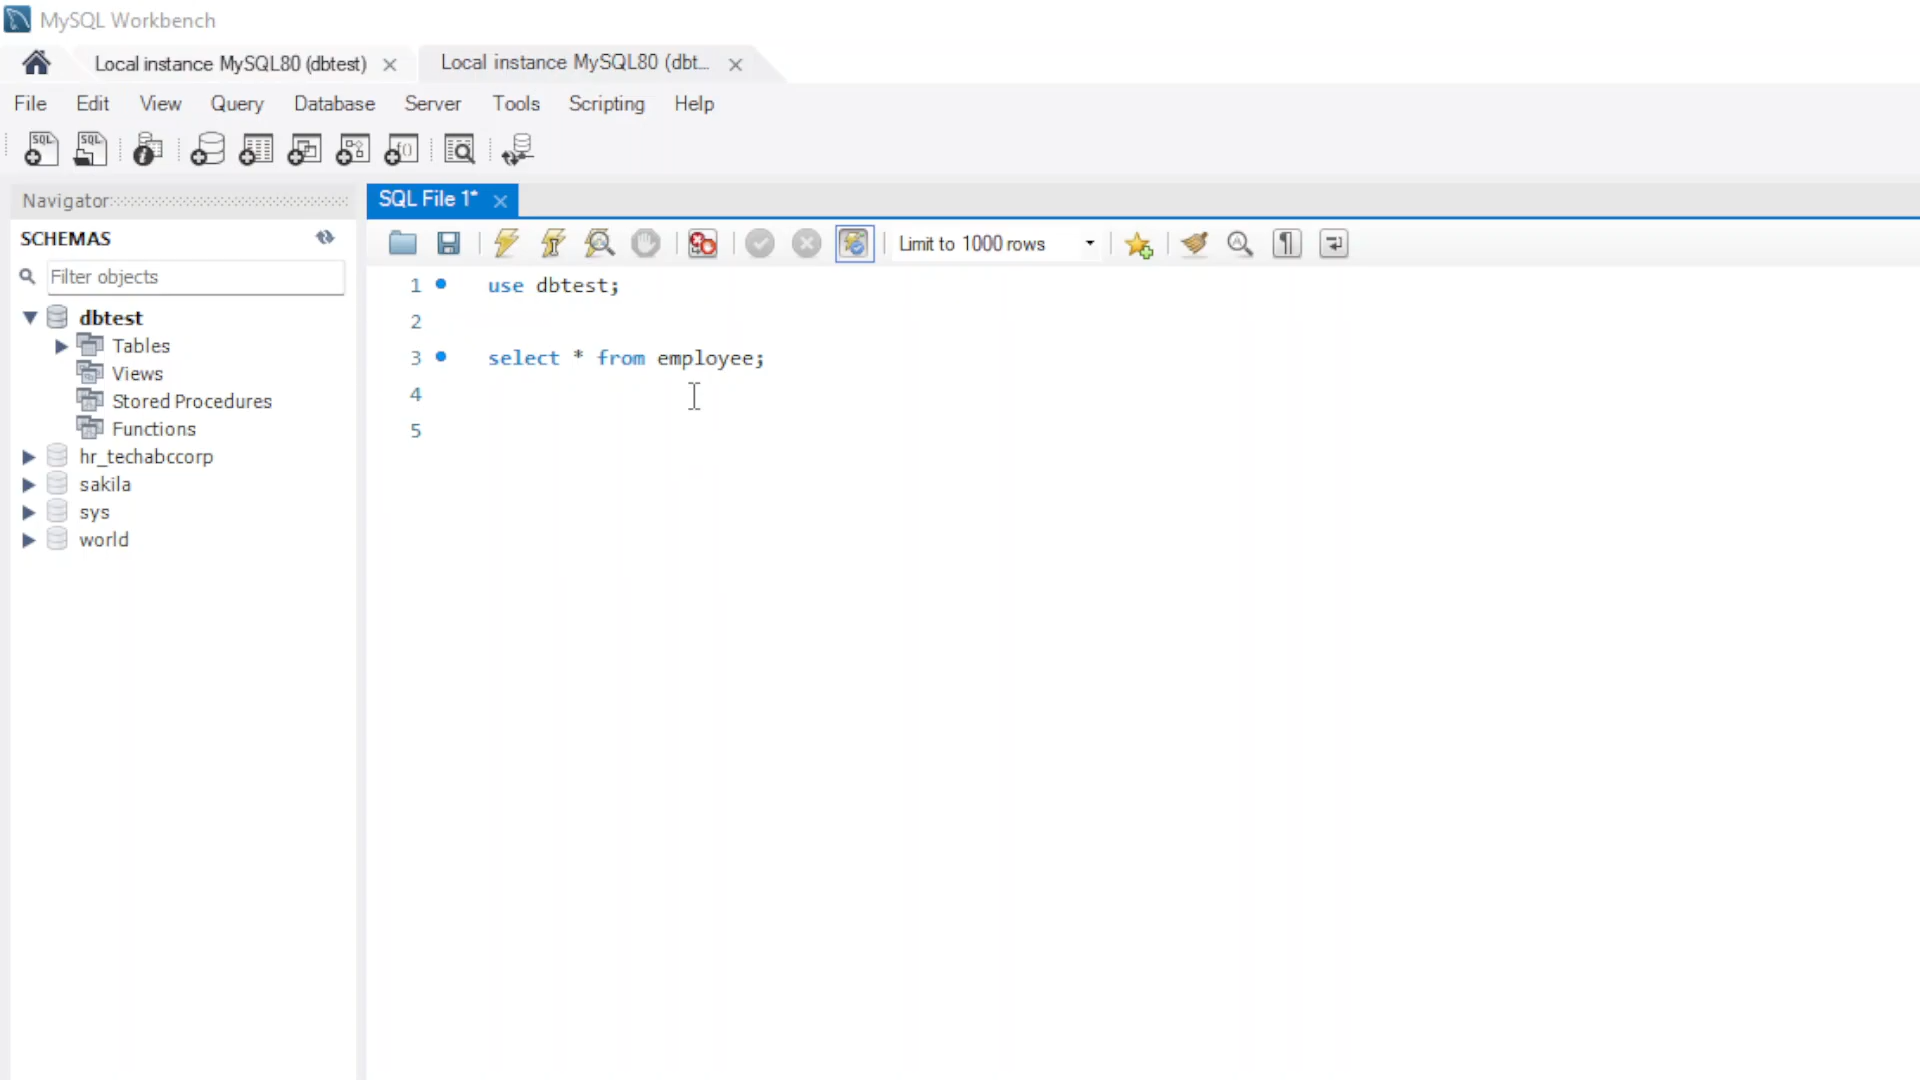 MySQL Workbench
Local instance MySQL80 (dbtest)
Local instance MySQL80 (dbt...
File Edit View Query Database Server Tools Scripting Help
SQL SQL
Navigator
SQL File 1*
SCHEMAS
Limit to 1000 rows
Filter objects
dbtest
Tables
Views
Stored Procedures
Functions
hr_techabccorp
sakila
sys
world
1 use dbtest;
2
3 select * from employee;
4
5